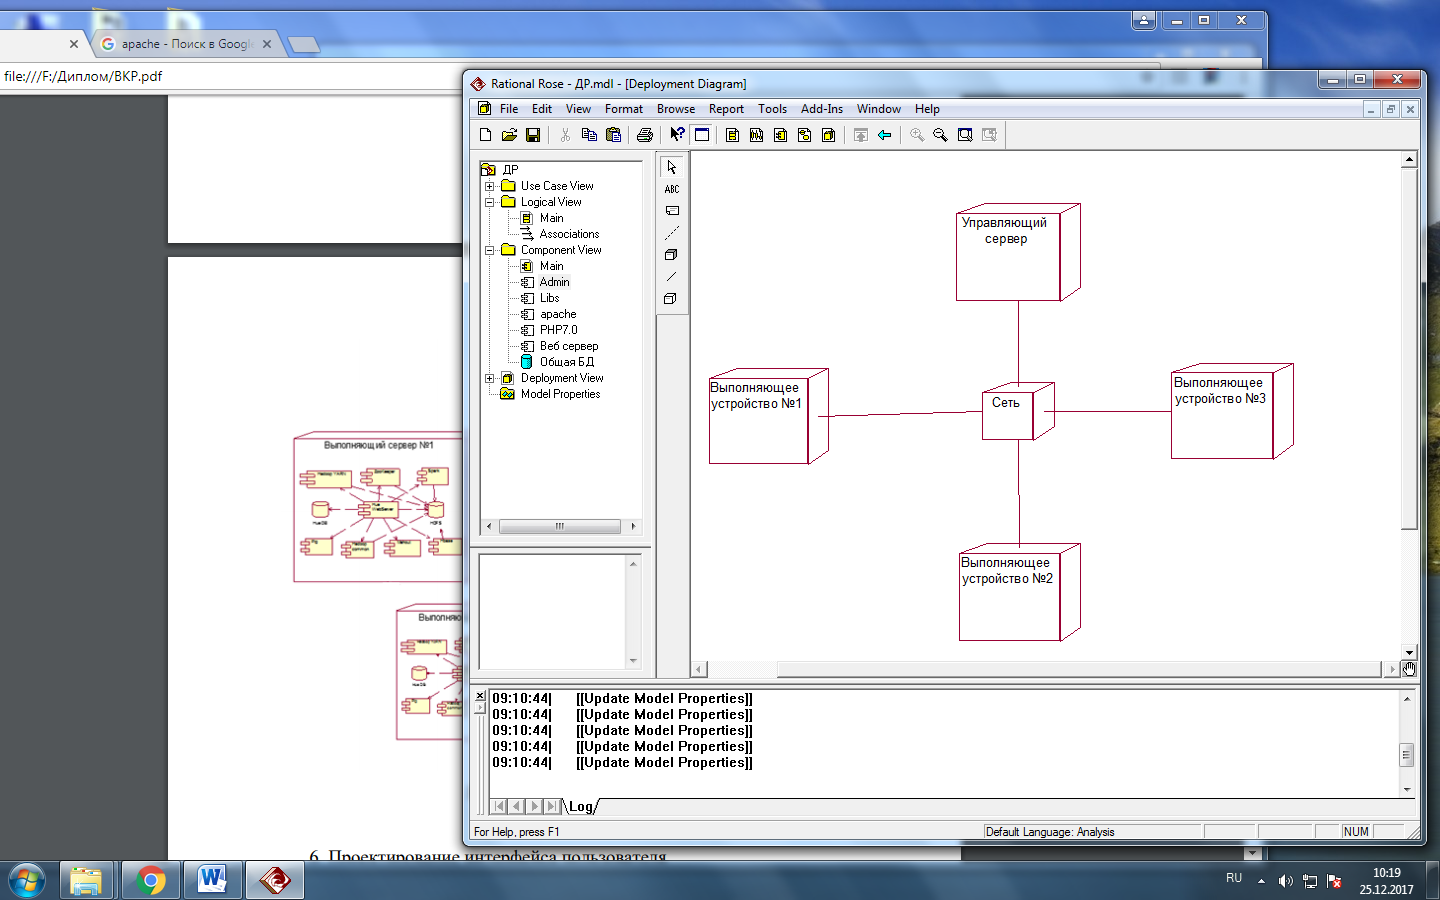 apache - Поиск в Google
file:///F:/Диплом/ВКР.pdf
Rational Rose - ДР.mdl - [Deployment Diagram]
File Edit View Format Browse Report Tools Add-Ins Window Help
ABC
ДР
Use Case View
Logical View
Main
Associations
Component View
Main
Admin
Libs
apache
PHP7.0
Веб сервер
Общая БД
Deployment View
Model Properties
Управляющий
сервер
Выполняющее
устройство №1
Сеть
Выполняющее
устройство №3
Выполняющее
устройство №2
Выполняющий сервер №1
09:10:44| [[Update Model Properties]]
09:10:44| [[Update Model Properties]]
09:10:44| [[Update Model Properties]]
09:10:44| [[Update Model Properties]]
09:10:44| [[Update Model Properties]]
Log
For Help, press F1
Default Language: Analysis
NUM
6. Проектирование интерфейса пользователя
RU
10:19
25.12.2017